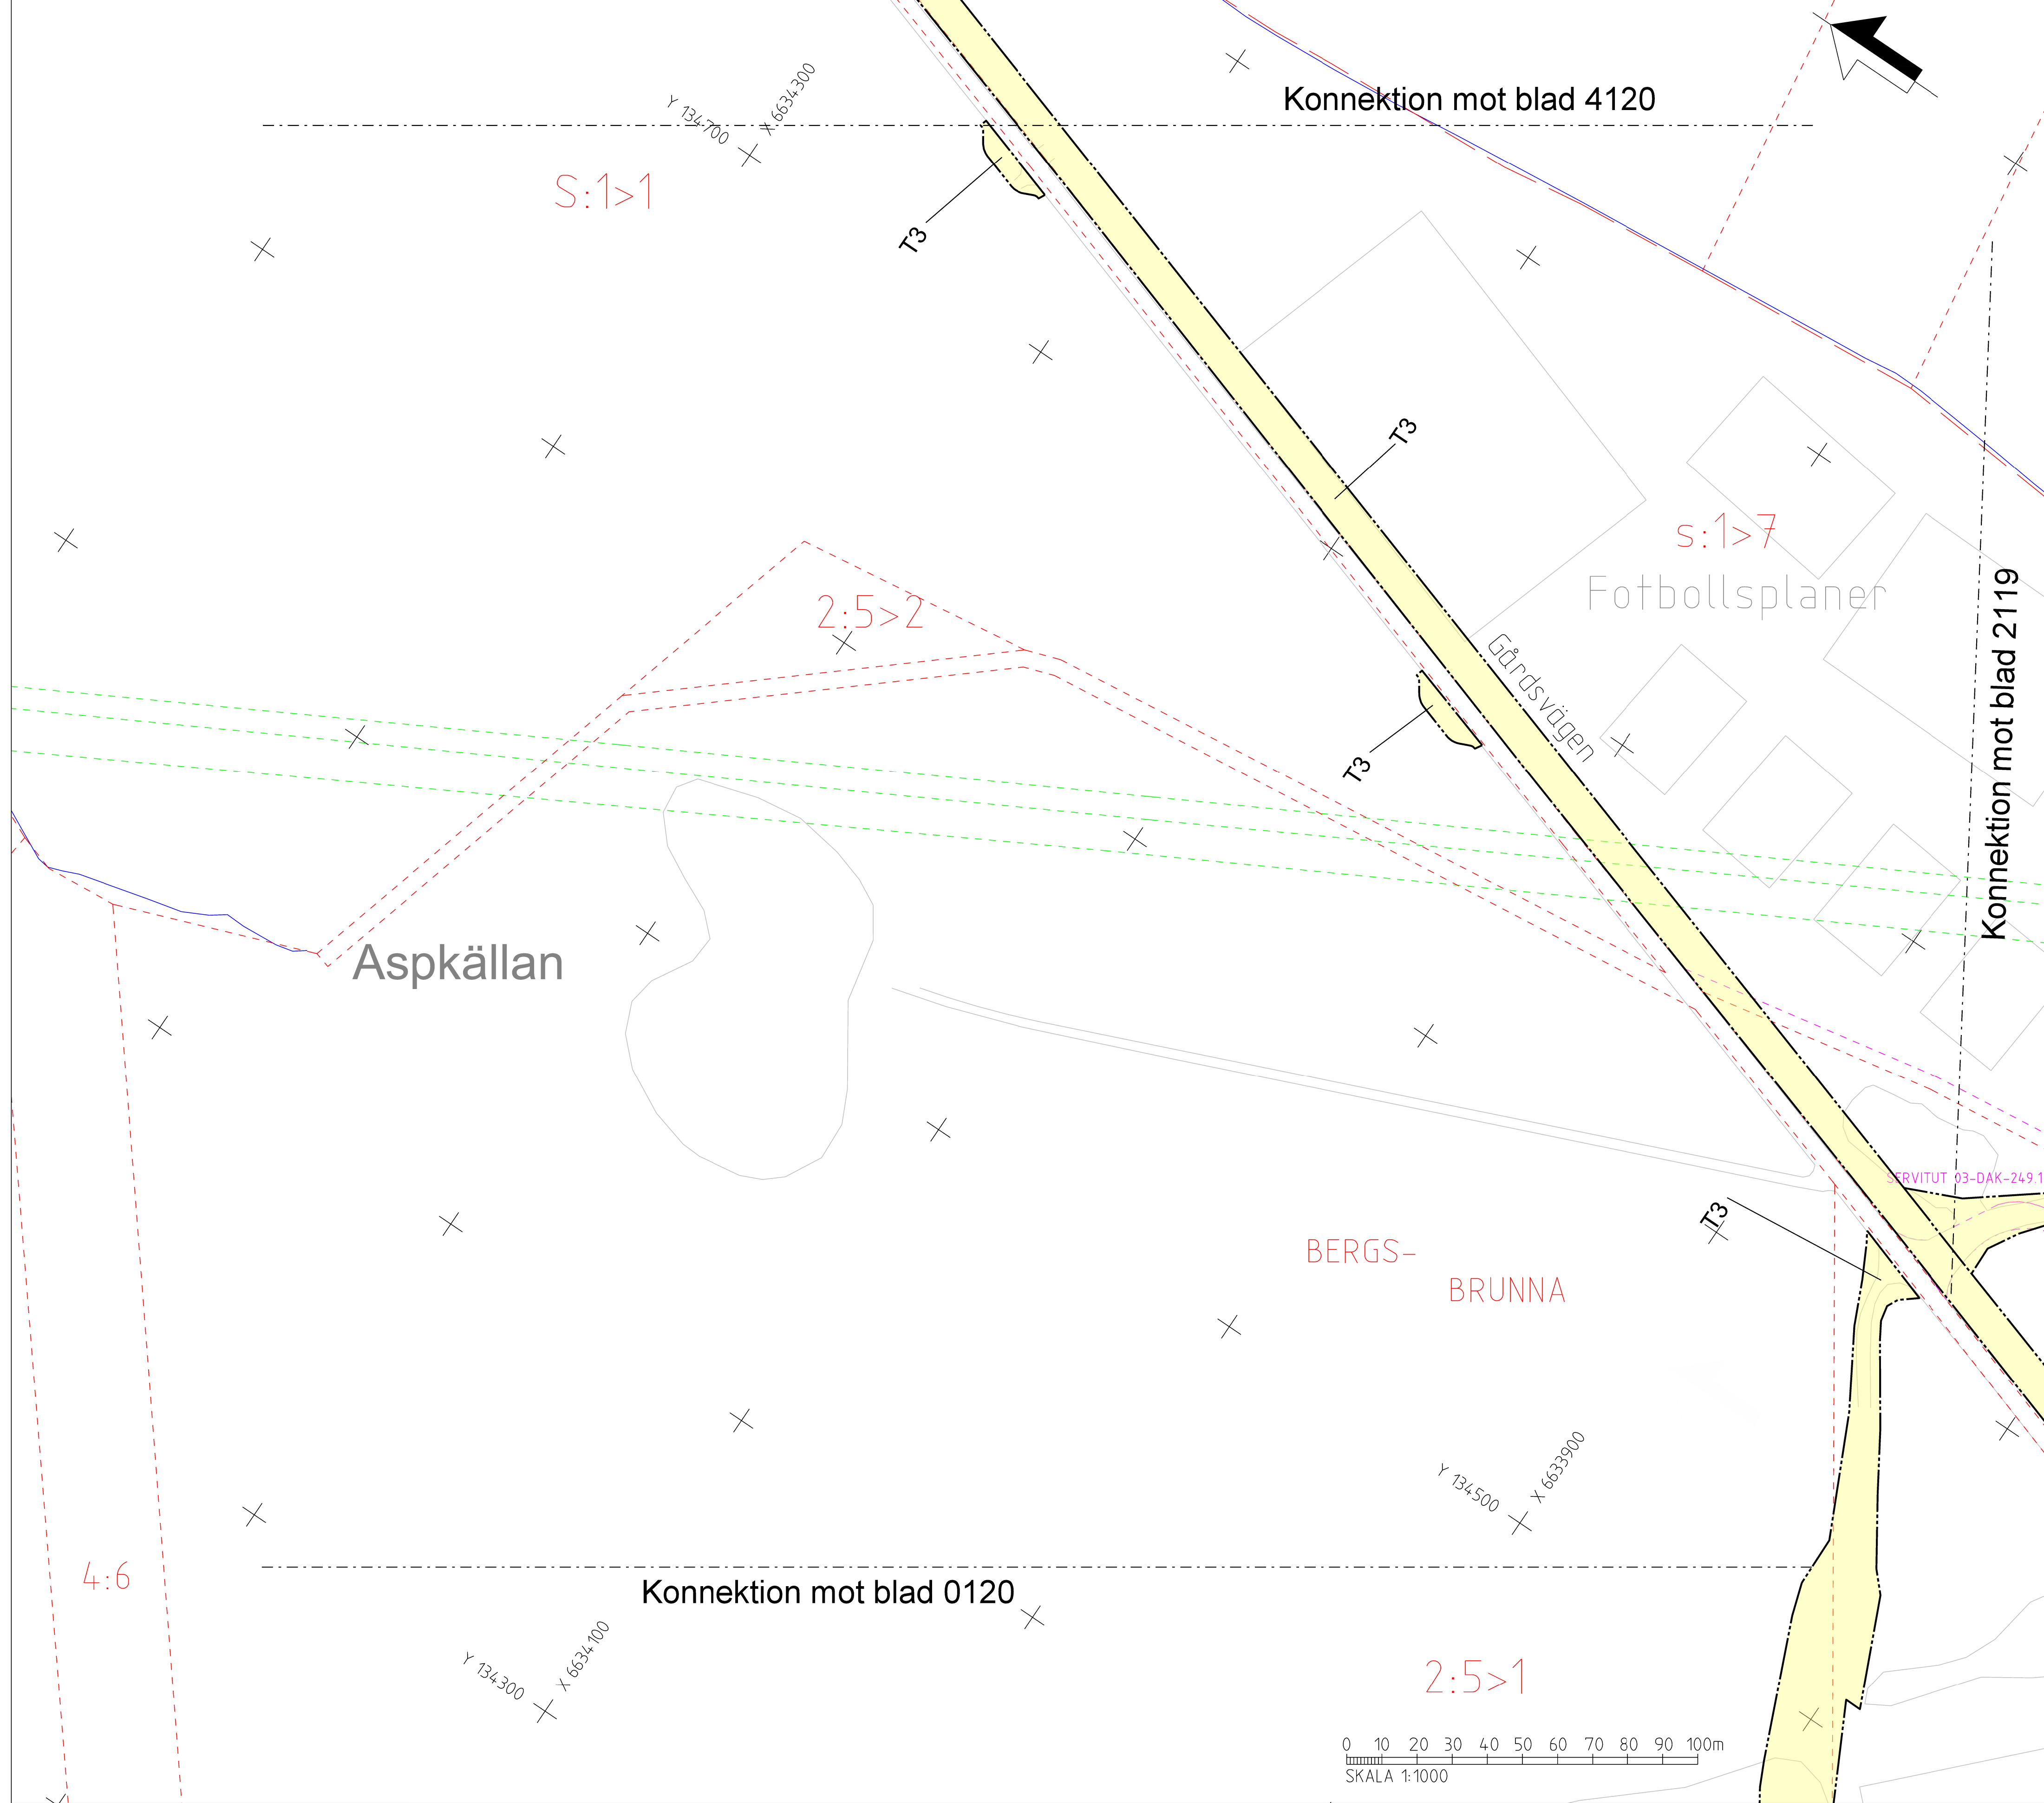 Konnektion mot blad 4120
Y 134700
X 6634300
S:1>1
T3
T3
s:1>7
Fotbollsplaner
2:5>2
Gårdsvägen
Konnektion mot blad 2119
T3
Aspkällan
SERVITUT 03-DAK-249.1
T3
BERGS-
BRUNNA
Y 134500
X 6633900
4:6
Konnektion mot blad 0120
Y 134300
X 6634100
2:5>1
0 10 20 30 40 50 60 70 80 90 100m
SKALA 1:1000